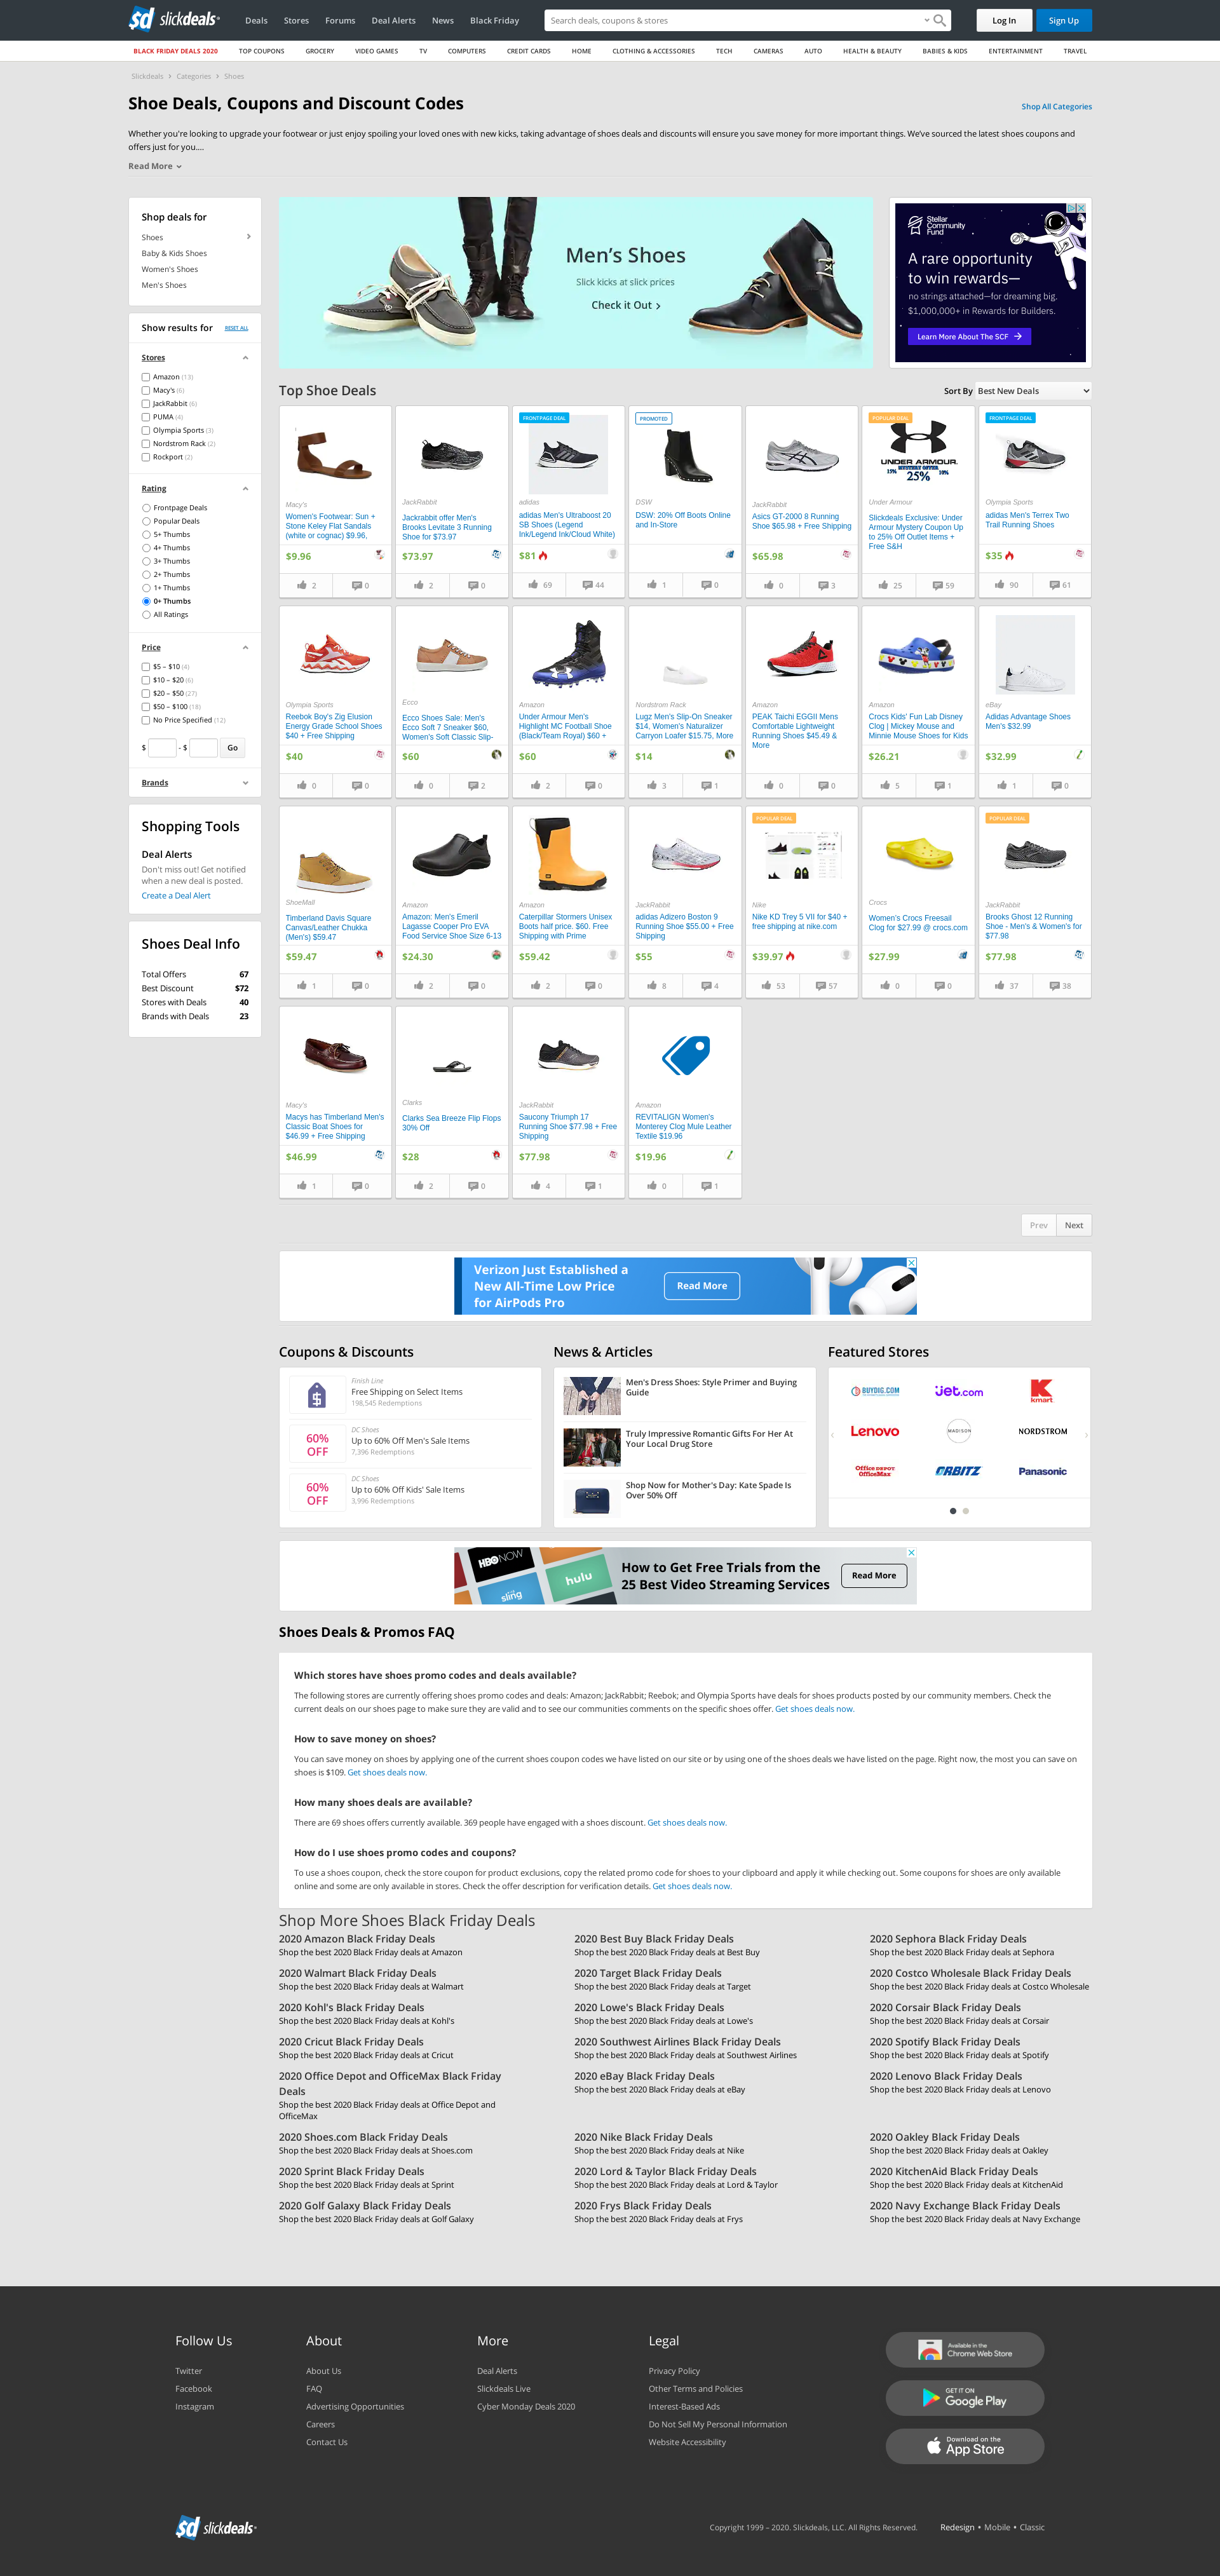 sd slickdeals
Deals
Stores
Forums
Deal Alerts
News
Black Friday
Search deals, coupons & stores
Log In
Sign Up
BLACK FRIDAY DEALS 2020
TOP COUPONS
GROCERY
VIDEO GAMES
TV
COMPUTERS
CREDIT CARDS
HOME
CLOTHING & ACCESSORIES
TECH
CAMERAS
AUTO
HEALTH & BEAUTY
BABIES & KIDS
ENTERTAINMENT
TRAVEL
Slickdeals › Categories › Shoes
Shoe Deals, Coupons and Discount Codes
Shop All Categories
Whether you're looking to upgrade your footwear or just enjoy spoiling your loved ones with new kicks, taking advantage of shoes deals and discounts will ensure you save money for more important things. We've sourced the latest shoes coupons and
offers just for you....
Read More
Shop deals for
Shoes
Baby & Kids Shoes
Women's Shoes
Men's Shoes
Show results for
RESET ALL
Stores
Amazon (13)
Macy's (6)
JackRabbit (6)
PUMA (4)
Olympia Sports (3)
Nordstrom Rack (2)
Rockport (2)
Rating
Frontpage Deals
Popular Deals
5+ Thumbs
4+ Thumbs
3+ Thumbs
2+ Thumbs
1+ Thumbs
0+ Thumbs
All Ratings
Price
$5 – $10 (4)
$10 – $20 (6)
$20 – $50 (27)
$50 – $100 (18)
No Price Specified (12)
$ - $ Go
Brands
Shopping Tools
Deal Alerts
Don't miss out! Get notified
when a new deal is posted.
Create a Deal Alert
Shoes Deal Info
Total Offers 67
Best Discount $72
Stores with Deals 40
Brands with Deals 23
Men's Shoes
Slick kicks at slick prices
Check it Out
Stellar
Community
Fund
A rare opportunity
to win rewards—
no strings attached—for dreaming big.
$1,000,000+ in Rewards for Builders.
Learn More About The SCF
Top Shoe Deals
Sort By Best New Deals
Macy's
Women's Footwear: Sun +
Stone Keley Flat Sandals
(white or cognac) $9.96,
$9.96
2 0
JackRabbit
Jackrabbit offer Men's
Brooks Levitate 3 Running
Shoe for $73.97
$73.97
2 0
FRONTPAGE DEAL
adidas
adidas Men's Ultraboost 20
SB Shoes (Legend
Ink/Legend Ink/Cloud White)
$81
69 44
PROMOTED
DSW
DSW: 20% Off Boots Online
and In-Store
1 0
JackRabbit
Asics GT-2000 8 Running
Shoe $65.98 + Free Shipping
$65.98
0 3
POPULAR DEAL
UNDER ARMOUR
15% MYSTERY OFFER 30%
25%
Under Armour
Slickdeals Exclusive: Under
Armour Mystery Coupon Up
to 25% Off Outlet Items +
Free S&H
25 59
FRONTPAGE DEAL
Olympia Sports
adidas Men's Terrex Two
Trail Running Shoes
$35
90 61
Olympia Sports
Reebok Boy's Zig Elusion
Energy Grade School Shoes
$40 + Free Shipping
$40
0 0
Ecco
Ecco Shoes Sale: Men's
Ecco Soft 7 Sneaker $60,
Women's Soft Classic Slip-
$60
0 2
Amazon
Under Armour Men's
Highlight MC Football Shoe
(Black/Team Royal) $60 +
$60
2 0
Nordstrom Rack
Lugz Men's Slip-On Sneaker
$14, Women's Naturalizer
Carryon Loafer $15.75, More
$14
3 1
Amazon
PEAK Taichi EGGII Mens
Comfortable Lightweight
Running Shoes $45.49 &
More
0 0
Amazon
Crocs Kids' Fun Lab Disney
Clog | Mickey Mouse and
Minnie Mouse Shoes for Kids
$26.21
5 1
eBay
Adidas Advantage Shoes
Men's $32.99
$32.99
1 0
ShoeMall
Timberland Davis Square
Canvas/Leather Chukka
(Men's) $59.47
$59.47
1 0
Amazon
Amazon: Men's Emeril
Lagasse Cooper Pro EVA
Food Service Shoe Size 6-13
$24.30
2 0
Amazon
Caterpillar Stormers Unisex
Boots half price. $60. Free
Shipping with Prime
$59.42
2 0
JackRabbit
adidas Adizero Boston 9
Running Shoe $55.00 + Free
Shipping
$55
8 4
POPULAR DEAL
Nike
Nike KD Trey 5 VII for $40 +
free shipping at nike.com
$39.97
53 57
Crocs
Women's Crocs Freesail
Clog for $27.99 @ crocs.com
$27.99
0 0
POPULAR DEAL
JackRabbit
Brooks Ghost 12 Running
Shoe - Men's & Women's for
$77.98
$77.98
37 38
Macy's
Macys has Timberland Men's
Classic Boat Shoes for
$46.99 + Free Shipping
$46.99
1 0
Clarks
Clarks Sea Breeze Flip Flops
30% Off
$28
2 0
JackRabbit
Saucony Triumph 17
Running Shoe $77.98 + Free
Shipping
$77.98
4 1
Amazon
REVITALIGN Women's
Monterey Clog Mule Leather
Textile $19.96
$19.96
0 1
Prev Next
Verizon Just Established a
New All-Time Low Price
for AirPods Pro
Read More
Coupons & Discounts
Finish Line
Free Shipping on Select Items
198,545 Redemptions
60%
OFF
DC Shoes
Up to 60% Off Men's Sale Items
7,396 Redemptions
60%
OFF
DC Shoes
Up to 60% Off Kids' Sale Items
3,996 Redemptions
News & Articles
Men's Dress Shoes: Style Primer and Buying
Guide
Truly Impressive Romantic Gifts For Her At
Your Local Drug Store
Shop Now for Mother's Day: Kate Spade Is
Over 50% Off
Featured Stores
BUYDIG.COM
Jet.com
K
kmart
Lenovo
MADISON
NORDSTROM
Office DEPOT
OfficeMax
ORBITZ
Panasonic
HBO NOW
sling
hulu
How to Get Free Trials from the
25 Best Video Streaming Services
Read More
Shoes Deals & Promos FAQ
Which stores have shoes promo codes and deals available?
The following stores are currently offering shoes promo codes and deals: Amazon; JackRabbit; Reebok; and Olympia Sports have deals for shoes products posted by our community members. Check the
current deals on our shoes page to make sure they are valid and to see our communities comments on the specific shoes offer. Get shoes deals now.
How to save money on shoes?
You can save money on shoes by applying one of the current shoes coupon codes we have listed on our site or by using one of the shoes deals we have listed on the page. Right now, the most you can save on
shoes is $109. Get shoes deals now.
How many shoes deals are available?
There are 69 shoes offers currently available. 369 people have engaged with a shoes discount. Get shoes deals now.
How do I use shoes promo codes and coupons?
To use a shoes coupon, check the store coupon for product exclusions, copy the related promo code for shoes to your clipboard and apply it while checking out. Some coupons for shoes are only available
online and some are only available in stores. Check the offer description for verification details. Get shoes deals now.
Shop More Shoes Black Friday Deals
2020 Amazon Black Friday Deals
Shop the best 2020 Black Friday deals at Amazon
2020 Best Buy Black Friday Deals
Shop the best 2020 Black Friday deals at Best Buy
2020 Sephora Black Friday Deals
Shop the best 2020 Black Friday deals at Sephora
2020 Walmart Black Friday Deals
Shop the best 2020 Black Friday deals at Walmart
2020 Target Black Friday Deals
Shop the best 2020 Black Friday deals at Target
2020 Costco Wholesale Black Friday Deals
Shop the best 2020 Black Friday deals at Costco Wholesale
2020 Kohl's Black Friday Deals
Shop the best 2020 Black Friday deals at Kohl's
2020 Lowe's Black Friday Deals
Shop the best 2020 Black Friday deals at Lowe's
2020 Corsair Black Friday Deals
Shop the best 2020 Black Friday deals at Corsair
2020 Cricut Black Friday Deals
Shop the best 2020 Black Friday deals at Cricut
2020 Southwest Airlines Black Friday Deals
Shop the best 2020 Black Friday deals at Southwest Airlines
2020 Spotify Black Friday Deals
Shop the best 2020 Black Friday deals at Spotify
2020 Office Depot and OfficeMax Black Friday
Deals
Shop the best 2020 Black Friday deals at Office Depot and
OfficeMax
2020 eBay Black Friday Deals
Shop the best 2020 Black Friday deals at eBay
2020 Lenovo Black Friday Deals
Shop the best 2020 Black Friday deals at Lenovo
2020 Shoes.com Black Friday Deals
Shop the best 2020 Black Friday deals at Shoes.com
2020 Nike Black Friday Deals
Shop the best 2020 Black Friday deals at Nike
2020 Oakley Black Friday Deals
Shop the best 2020 Black Friday deals at Oakley
2020 Sprint Black Friday Deals
Shop the best 2020 Black Friday deals at Sprint
2020 Lord & Taylor Black Friday Deals
Shop the best 2020 Black Friday deals at Lord & Taylor
2020 KitchenAid Black Friday Deals
Shop the best 2020 Black Friday deals at KitchenAid
2020 Golf Galaxy Black Friday Deals
Shop the best 2020 Black Friday deals at Golf Galaxy
2020 Frys Black Friday Deals
Shop the best 2020 Black Friday deals at Frys
2020 Navy Exchange Black Friday Deals
Shop the best 2020 Black Friday deals at Navy Exchange
Follow Us
Twitter
Facebook
Instagram
About
About Us
FAQ
Advertising Opportunities
Careers
Contact Us
More
Deal Alerts
Slickdeals Live
Cyber Monday Deals 2020
Legal
Privacy Policy
Other Terms and Policies
Interest-Based Ads
Do Not Sell My Personal Information
Website Accessibility
Available in the
Chrome Web Store
GET IT ON
Google Play
Download on the
App Store
sd slickdeals
Copyright 1999 – 2020. Slickdeals, LLC. All Rights Reserved.
Redesign • Mobile • Classic